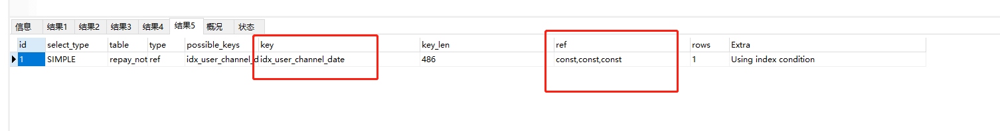 信息 结果1 结果2 结果3 结果4 结果5 概况 状态
id select_type table type possible_keys key key_len ref rows Extra
1 SIMPLE repay_not ref idx_user_channel_d idx_user_channel_date 486 const,const,const 1 Using index condition